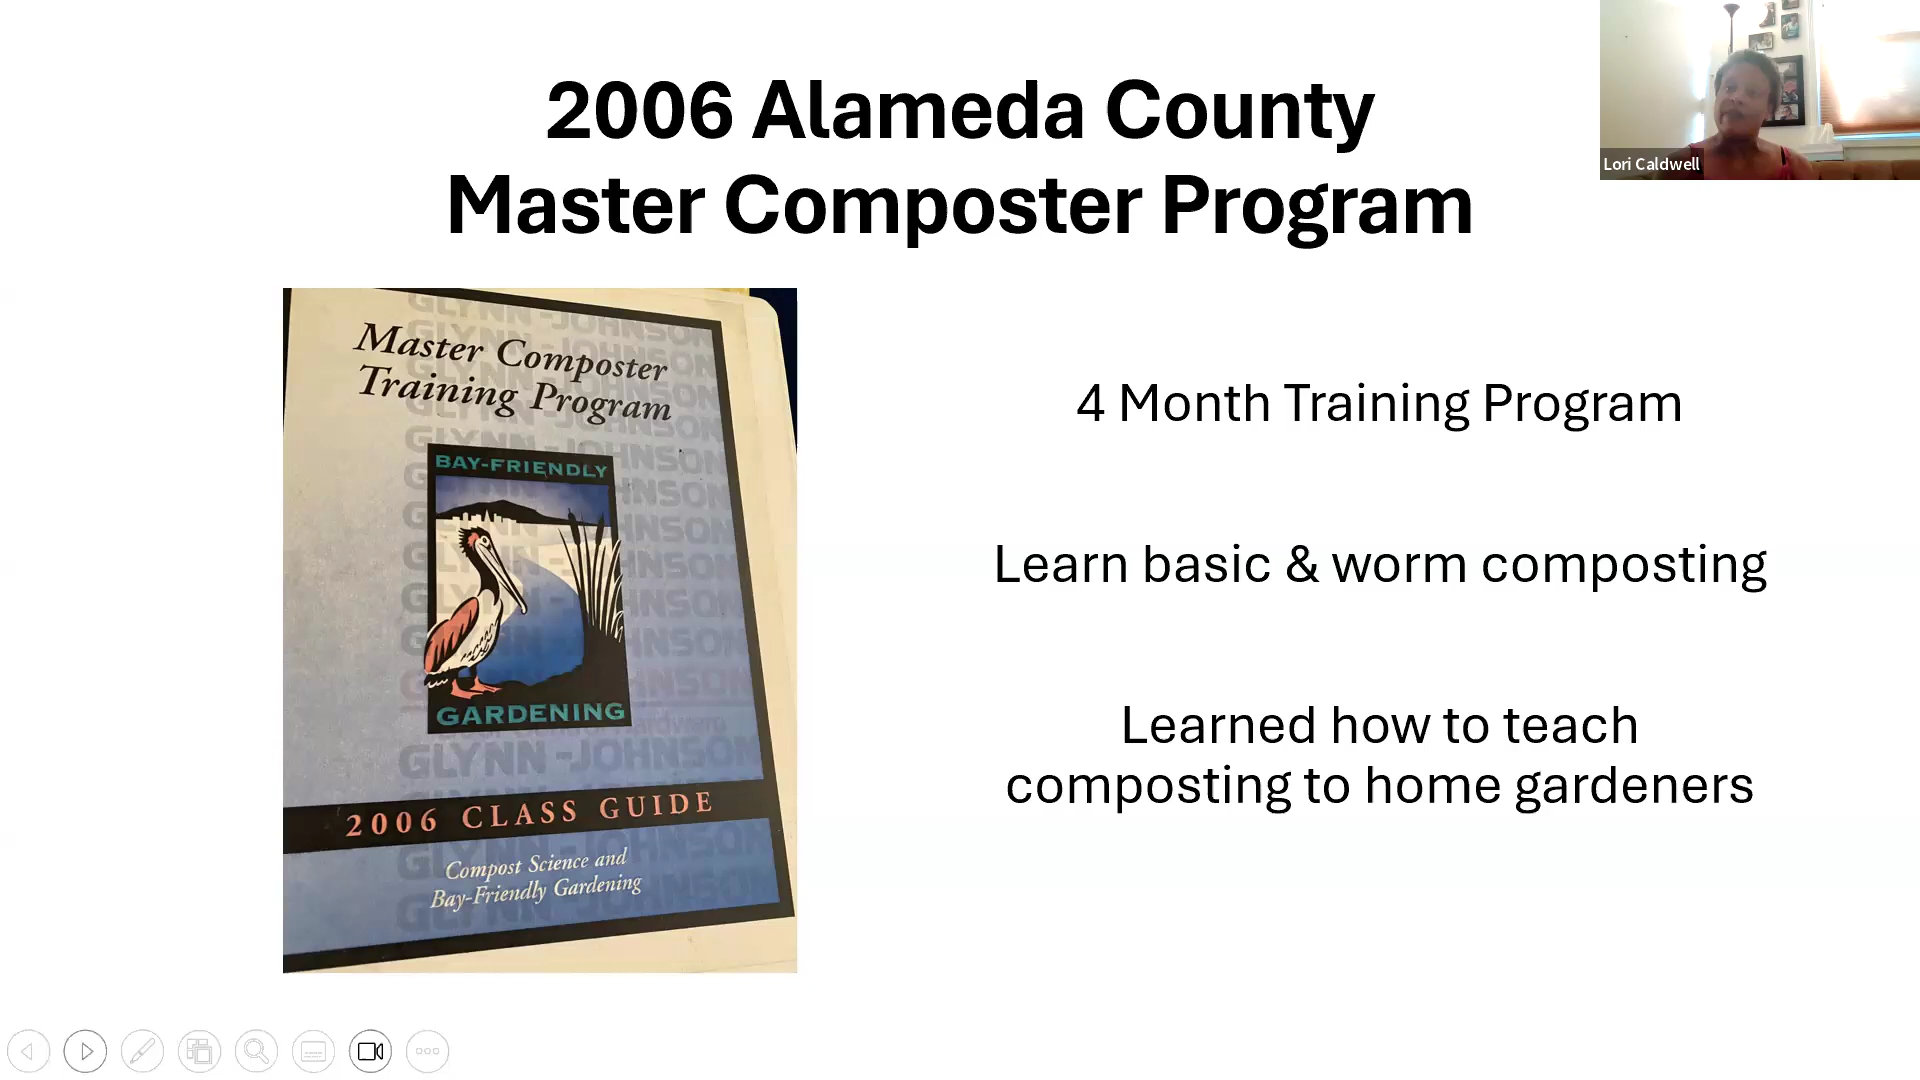 2006 Alameda County
Master Composter Program
Lori Caldwell
Master Composter
Training Program
BAY-FRIENDLY
GARDENING
2006 CLASS GUIDE
Compost Science and
Bay-Friendly Gardening
GLYNN-JOHNSON
4 Month Training Program
Learn basic & worm composting
Learned how to teach
composting to home gardeners